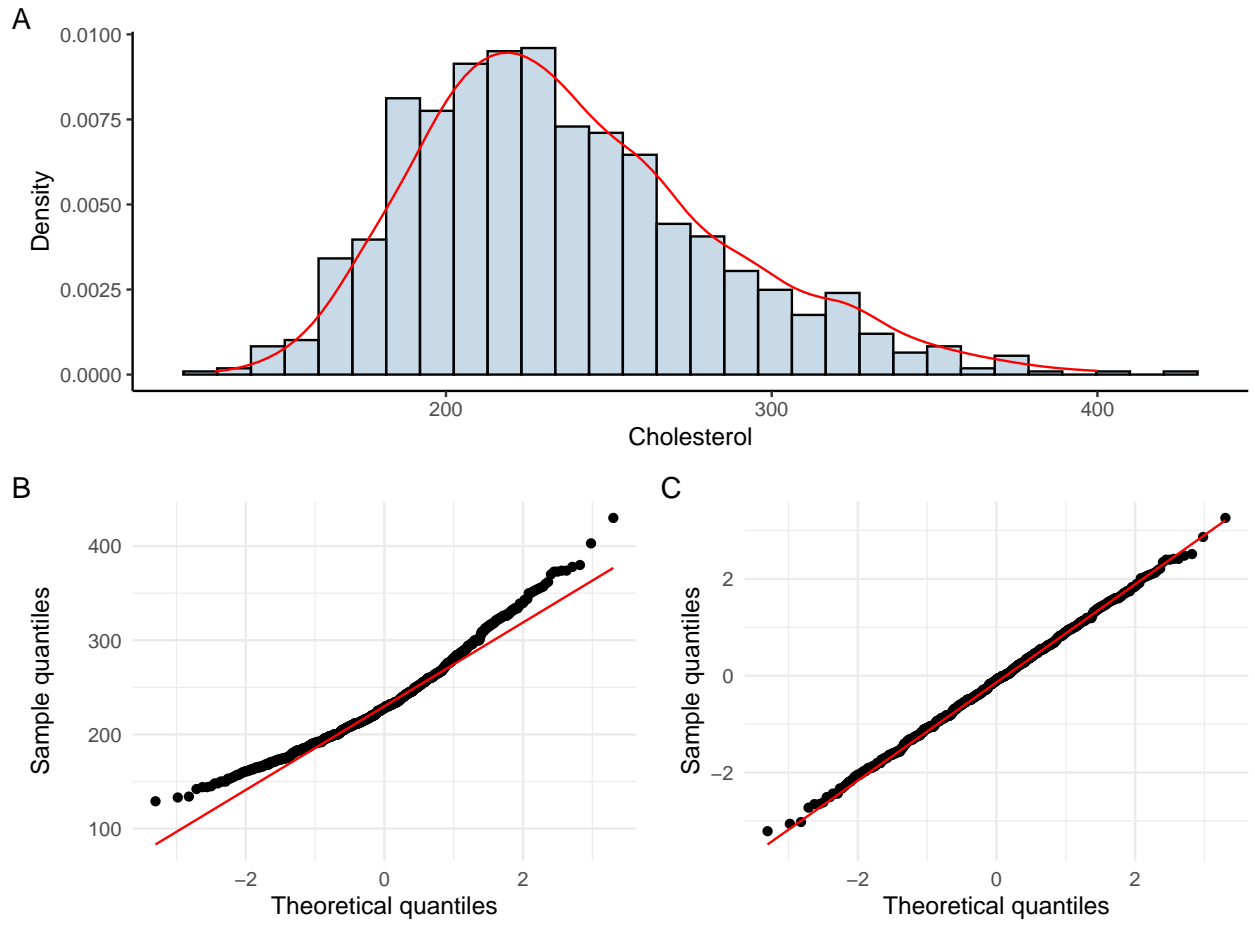 A
0.0100
0.0075
0.0050
0.0025
0.0000
Density
200 300 400
Cholesterol
B
400
300
200
100
Sample quantiles
−2 0 2
Theoretical quantiles
C
2
0
−2
Sample quantiles
−2 0 2
Theoretical quantiles